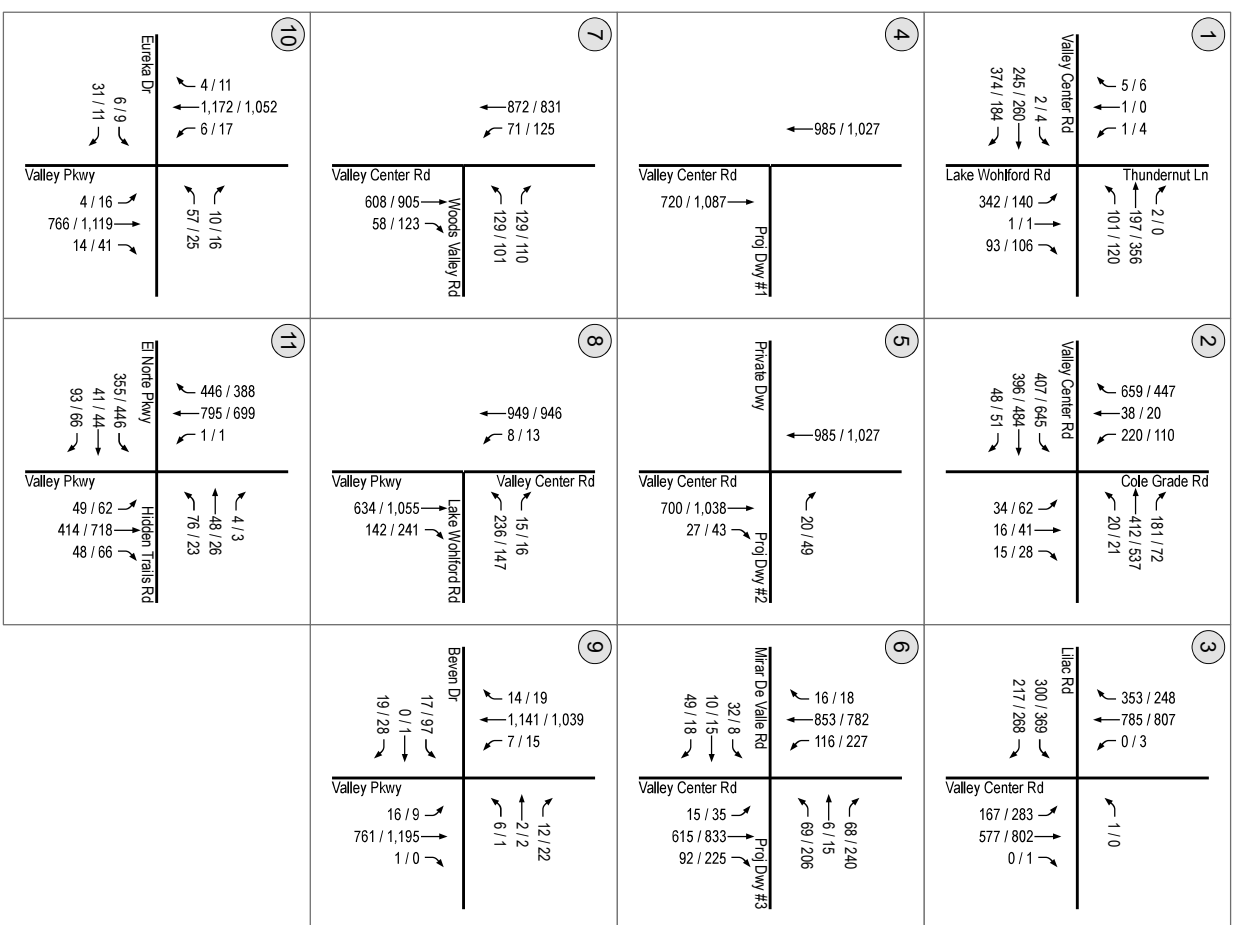 1
Valley Center Rd
2 / 4
245 / 260
374 / 184
5 / 6
1 / 0
1 / 4
Lake Wohlford Rd
Thundernut Ln
342 / 140
1 / 1
93 / 106
2 / 0
197 / 356
101 / 120
2
Valley Center Rd
407 / 645
396 / 484
48 / 51
659 / 447
38 / 20
220 / 110
Cole Grade Rd
34 / 62
16 / 41
15 / 28
181 / 72
412 / 537
20 / 21
3
Lilac Rd
300 / 369
217 / 268
353 / 248
785 / 807
0 / 3
Valley Center Rd
167 / 283
577 / 802
0 / 1
1 / 0
4
985 / 1,027
Valley Center Rd
720 / 1,087
Proj Dwy #1
5
Private Dwy
985 / 1,027
Valley Center Rd
700 / 1,038
27 / 43
Proj Dwy #2
20 / 49
6
Mirar De Valle Rd
32 / 8
10 / 15
49 / 18
16 / 18
853 / 782
116 / 227
Valley Center Rd
15 / 35
615 / 833
92 / 225
Proj Dwy #3
68 / 240
6 / 15
69 / 206
7
872 / 831
71 / 125
Valley Center Rd
608 / 905
58 / 123
Woods Valley Rd
129 / 110
129 / 101
8
949 / 946
8 / 13
Valley Pkwy
Valley Center Rd
634 / 1,055
142 / 241
Lake Wohlford Rd
15 / 16
236 / 147
9
Beven Dr
17 / 97
0 / 1
19 / 28
14 / 19
1,141 / 1,039
7 / 15
Valley Pkwy
16 / 9
761 / 1,195
1 / 0
12 / 22
2 / 2
6 / 1
10
Eureka Dr
6 / 9
31 / 11
4 / 11
1,172 / 1,052
6 / 17
Valley Pkwy
4 / 16
766 / 1,119
14 / 41
10 / 16
57 / 25
11
El Norte Pkwy
355 / 446
41 / 44
93 / 66
446 / 388
795 / 699
1 / 1
Valley Pkwy
49 / 62
414 / 718
48 / 66
Hidden Trails Rd
4 / 3
48 / 26
76 / 23